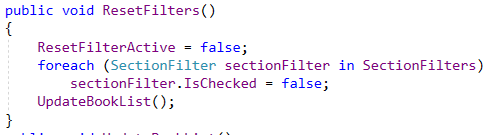 public void ResetFilters()
{
ResetFilterActive = false;
foreach (SectionFilter sectionFilter in SectionFilters)
sectionFilter.IsChecked = false;
UpdateBookList();
}